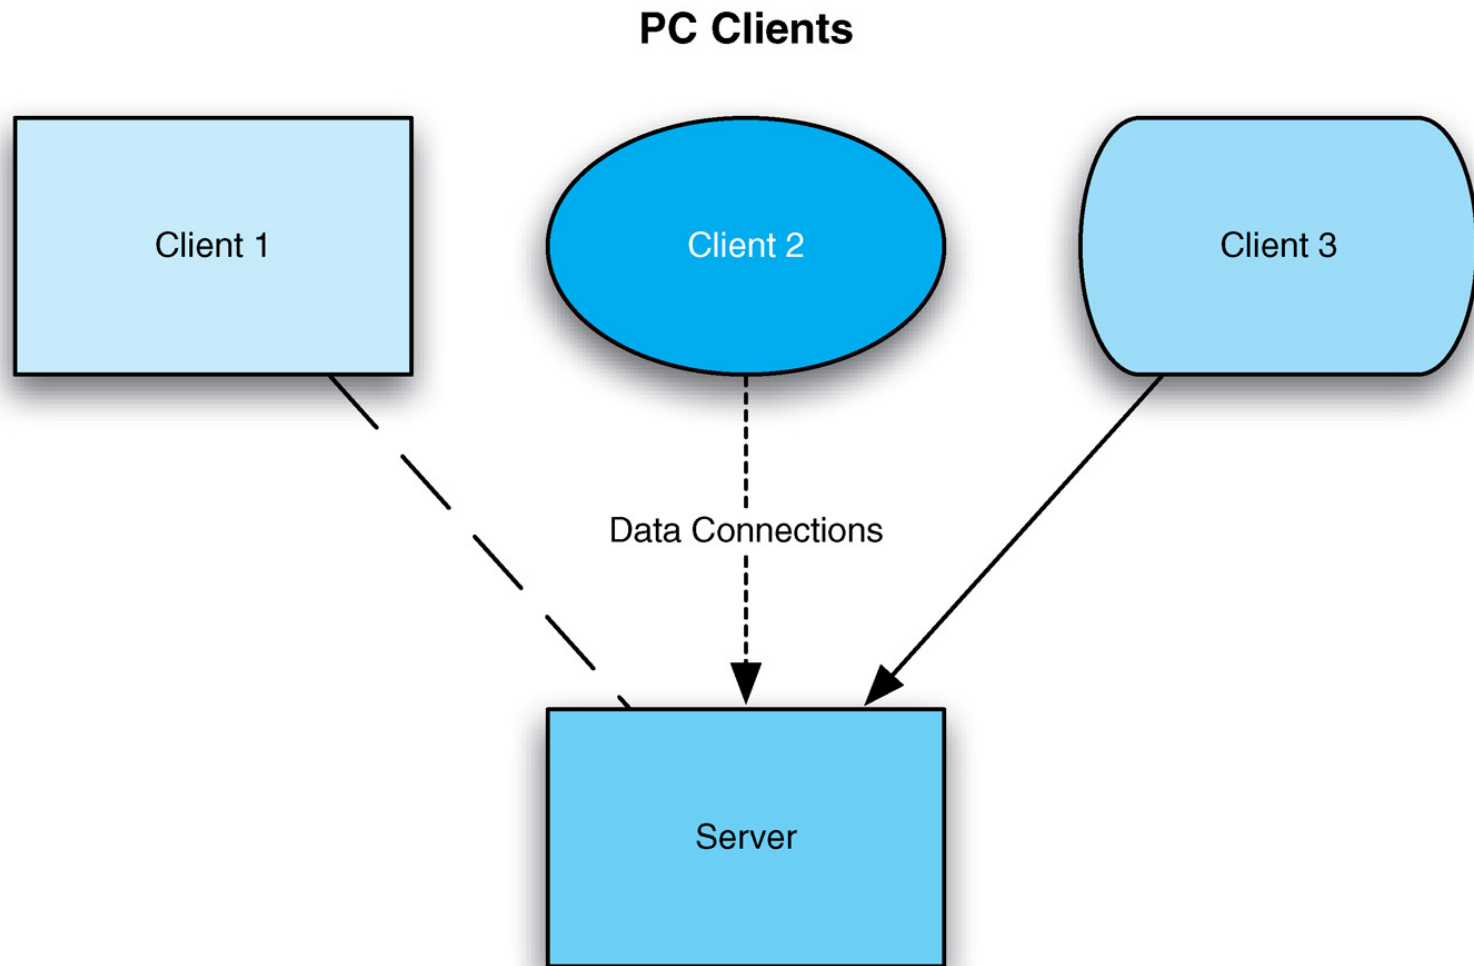 PC Clients
Client 1
Client 2
Client 3
Data Connections
Server